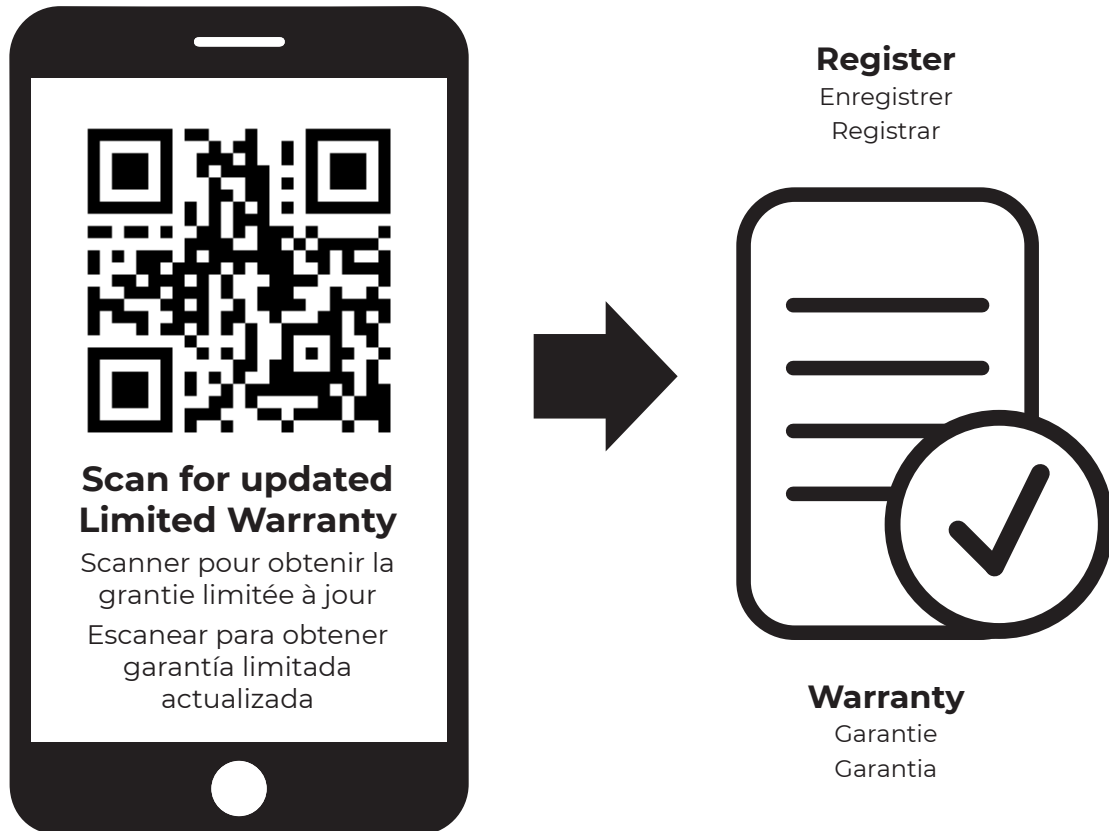 Scan for updated
Limited Warranty
Scanner pour obtenir la
grantie limitée à jour
Escanear para obtener
garantía limitada
actualizada
Register
Enregistrer
Registrar
Warranty
Garantie
Garantia